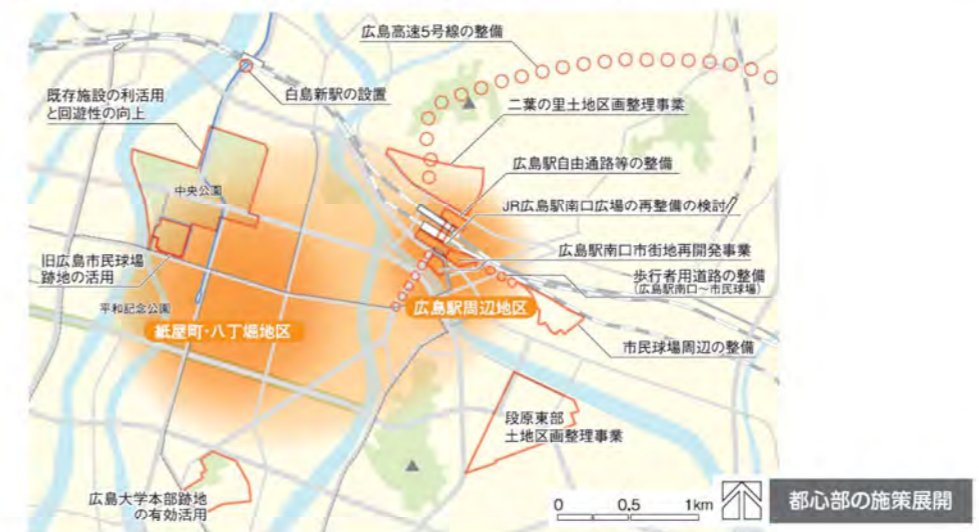 広島高速5号線の整備
白島新駅の設置
既存施設の利活用
と回遊性の向上
二葉の里土地区画整理事業
広島駅自由通路等の整備
中央公園
JR広島駅南口広場の再整備の検討
広島駅南口市街地再開発事業
旧広島市民球場
跡地の活用
歩行者用道路の整備
(広島駅南口～市民球場)
平和記念公園
広島駅周辺地区
紙屋町・八丁堀地区
市民球場周辺の整備
段原東部
土地区画整理事業
広島大学本部跡地
の有効活用
0 0.5 1km
都心部の施策展開